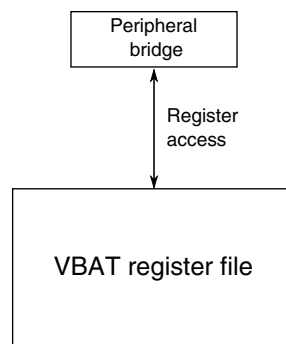 Peripheral
bridge
Register
access
VBAT register file